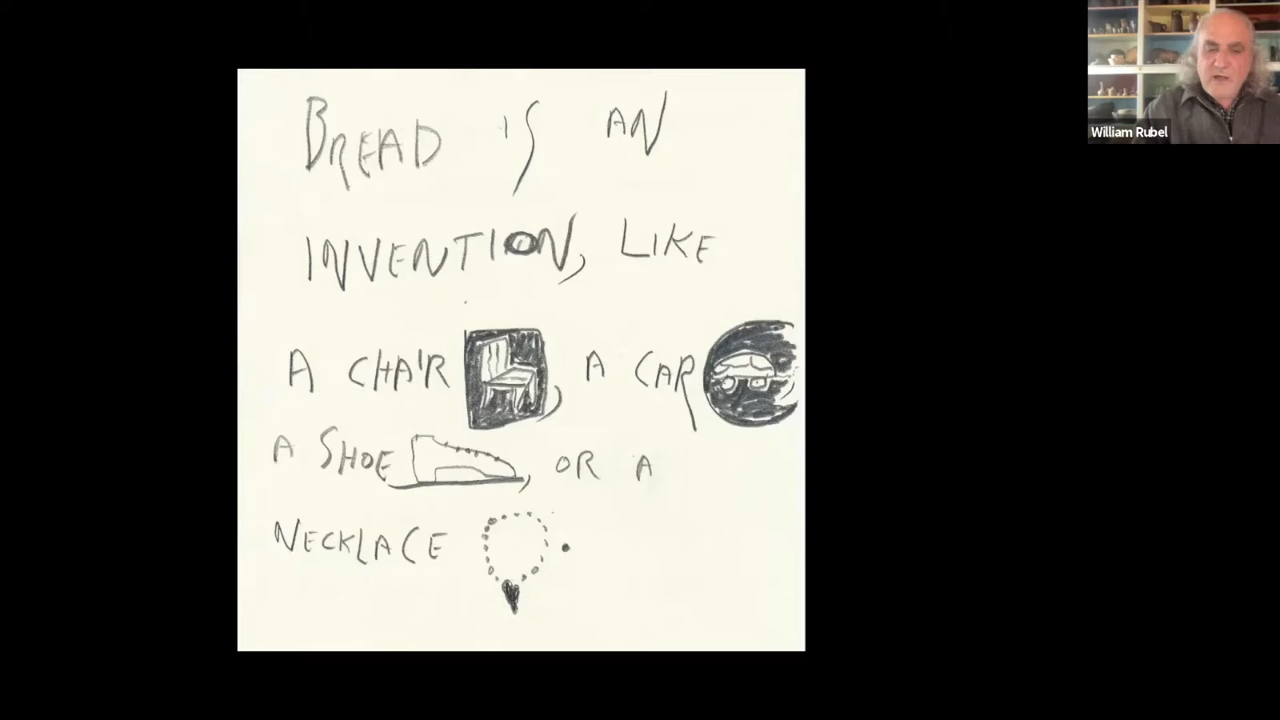 BREAD IS AN
INVENTION, LIKE
A CHAIR, A CAR
A SHOE, OR A
NECKLACE.
William Rubel